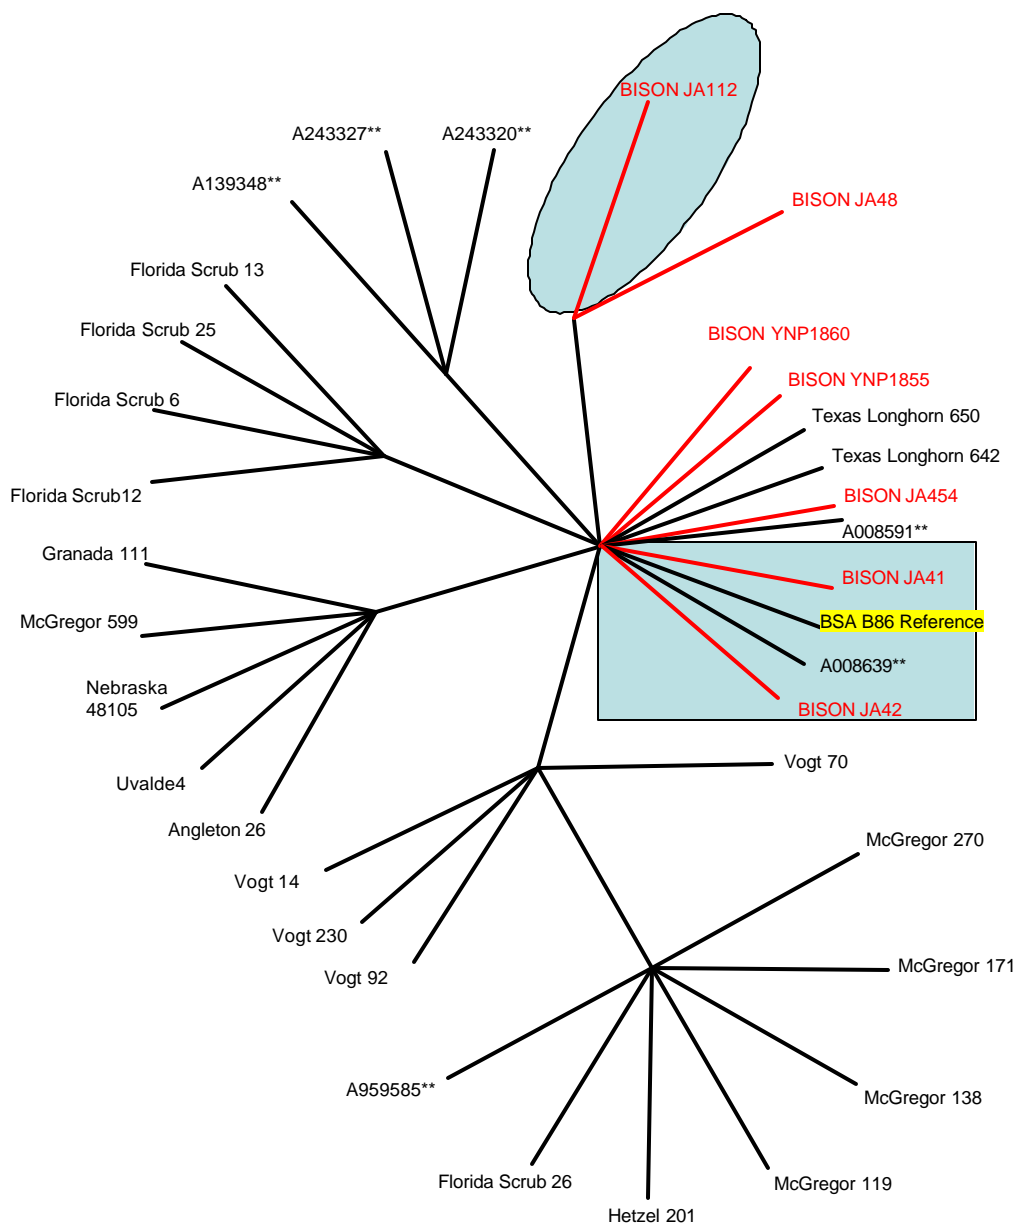 BISON JA112
A243327**
A243320**
A139348**
BISON JA48
Florida Scrub 13
Florida Scrub 25
BISON YNP1860
BISON YNP1855
Florida Scrub 6
Texas Longhorn 650
Texas Longhorn 642
Florida Scrub12
BISON JA454
A008591**
Granada 111
BISON JA41
McGregor 599
BSA B86 Reference
A008639**
Nebraska
48105
BISON JA42
Uvalde4
Vogt 70
Angleton 26
McGregor 270
Vogt 14
Vogt 230
McGregor 171
Vogt 92
A959585**
McGregor 138
Florida Scrub 26
McGregor 119
Hetzel 201